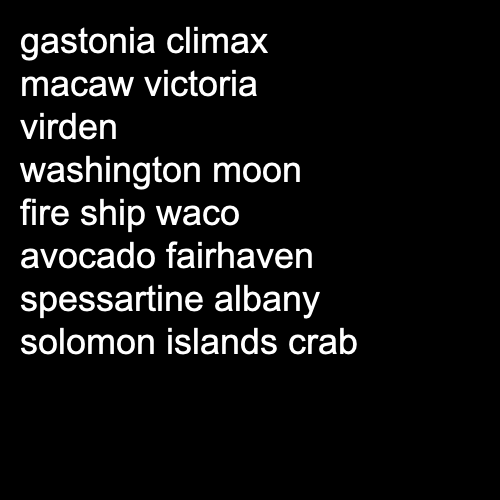 gastonia climax
macaw victoria
virden
washington moon
fire ship waco
avocado fairhaven
spessartine albany
solomon islands crab